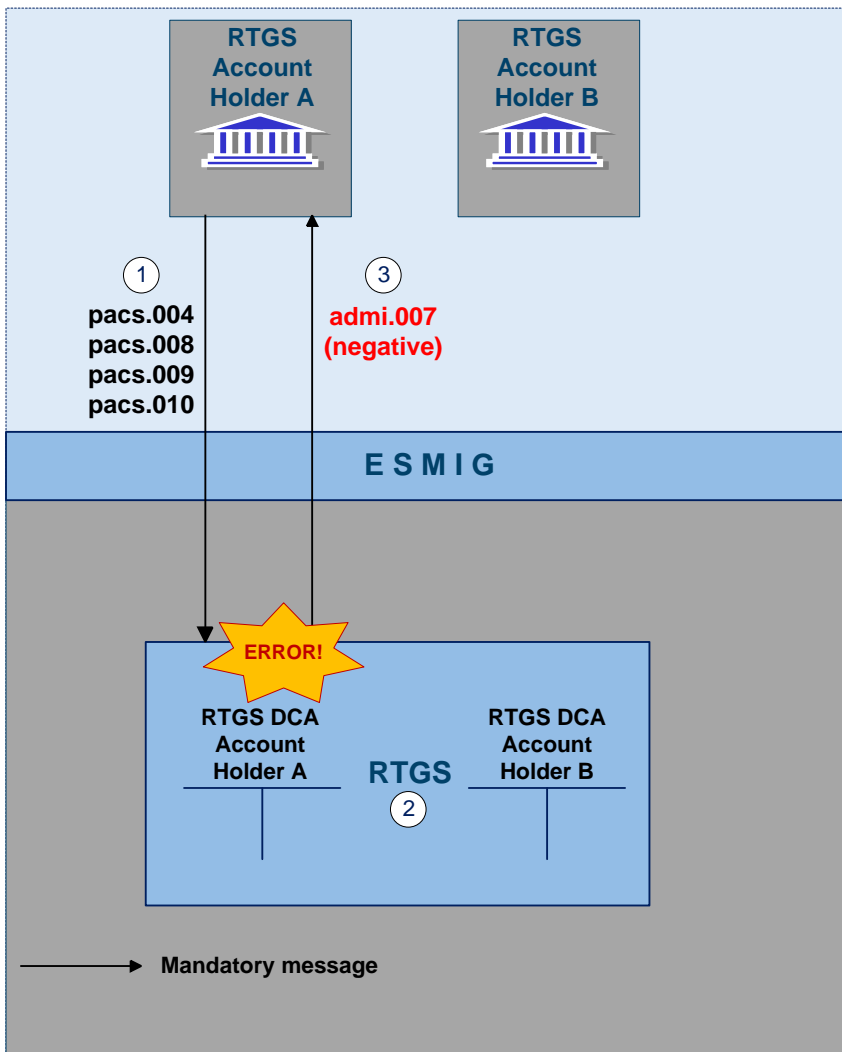 RTGS
Account
Holder A
RTGS
Account
Holder B
1
pacs.004
pacs.008
pacs.009
pacs.010
3
admi.007
(negative)
E S M I G
ERROR!
RTGS DCA
Account
Holder A
RTGS
2
RTGS DCA
Account
Holder B
Mandatory message